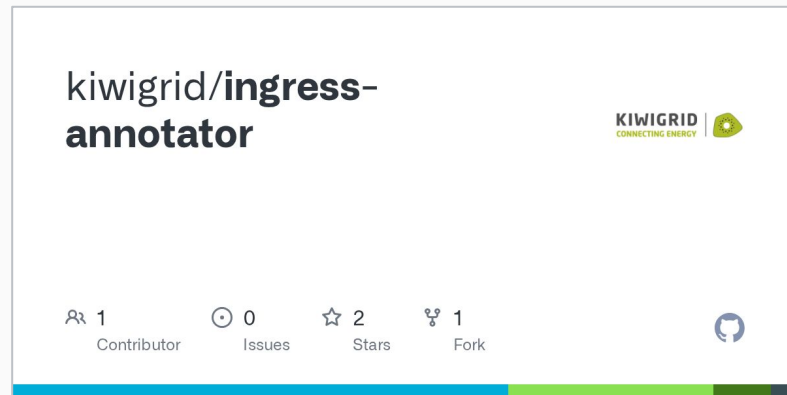 kiwigrid/ingress-
annotator
KIWIGRID
CONNECTING ENERGY
1 0 2 1
Contributor Issues Stars Fork